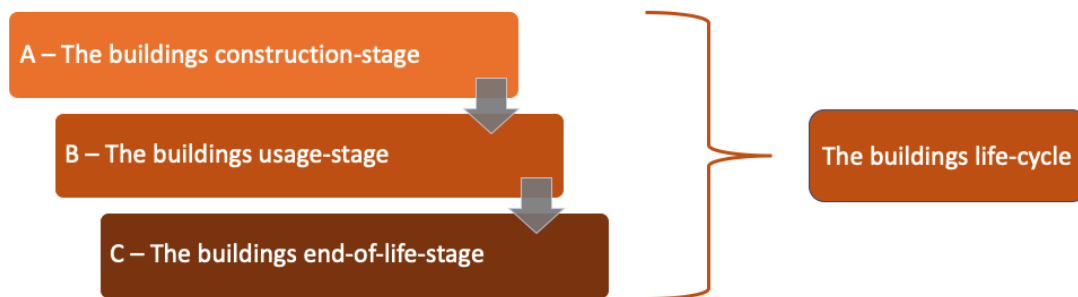 A – The buildings construction-stage
B – The buildings usage-stage
The buildings life-cycle
C – The buildings end-of-life-stage